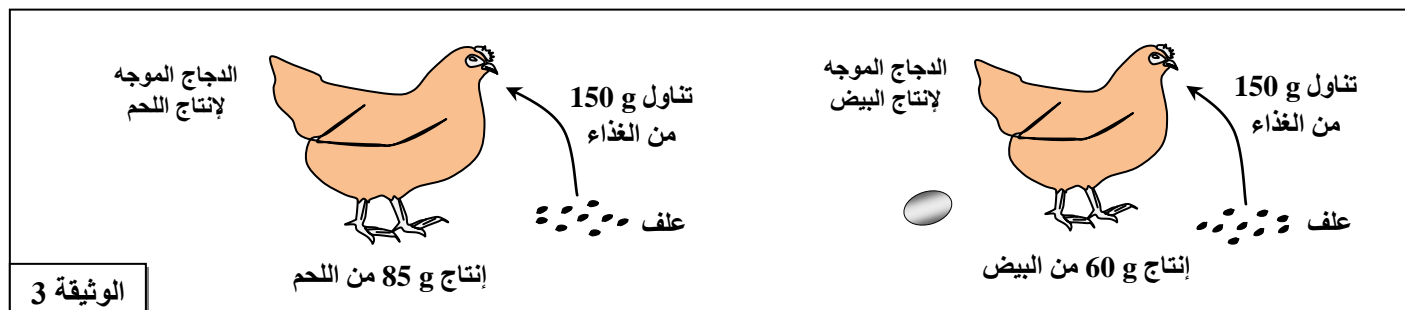 الدجاج الموجه
لإنتاج البيض
تناول 150 g
من الغذاء
علف
إنتاج 60 g من البيض
الدجاج الموجه
لإنتاج اللحم
تناول 150 g
من الغذاء
علف
إنتاج 85 g من اللحم
الوثيقة 3